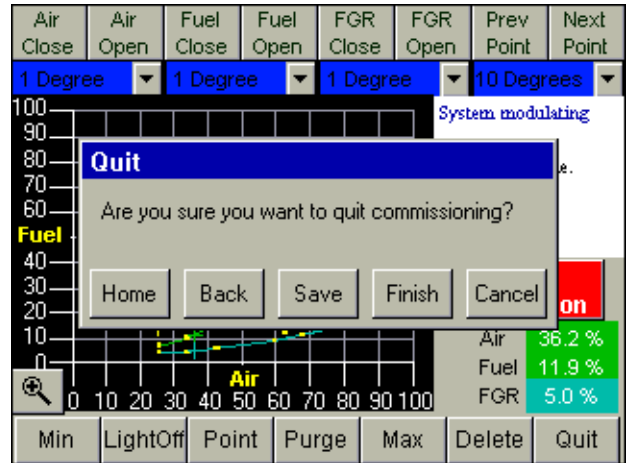 Air Close Air Open Fuel Close Fuel Open FGR Close FGR Open Prev Point Next Point
1 Degree 1 Degree 1 Degree 10 Degrees
100
90
80
70
60
Fuel
40
30
20
10
0
System modulating
e.
Quit
Are you sure you want to quit commissioning?
Home Back Save Finish Cancel
on
Air 36.2 %
Fuel 11.9 %
FGR 5.0 %
Air
0 10 20 30 40 50 60 70 80 90 100
Min LightOff Point Purge Max Delete Quit